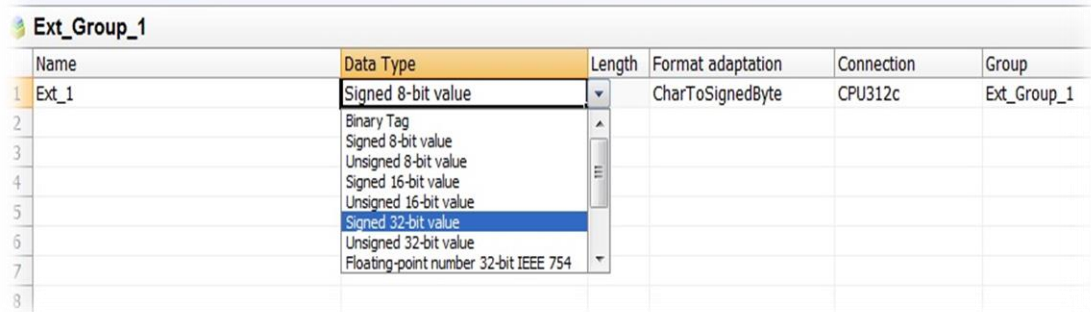 Ext_Group_1
Name Data Type Length Format adaptation Connection Group
1 Ext_1 Signed 8-bit value CharToSignedByte CPU312c Ext_Group_1
2 Binary Tag
Signed 8-bit value
3 Unsigned 8-bit value
4 Signed 16-bit value
Unsigned 16-bit value
5 Signed 32-bit value
6 Unsigned 32-bit value
7 Floating-point number 32-bit IEEE 754
8